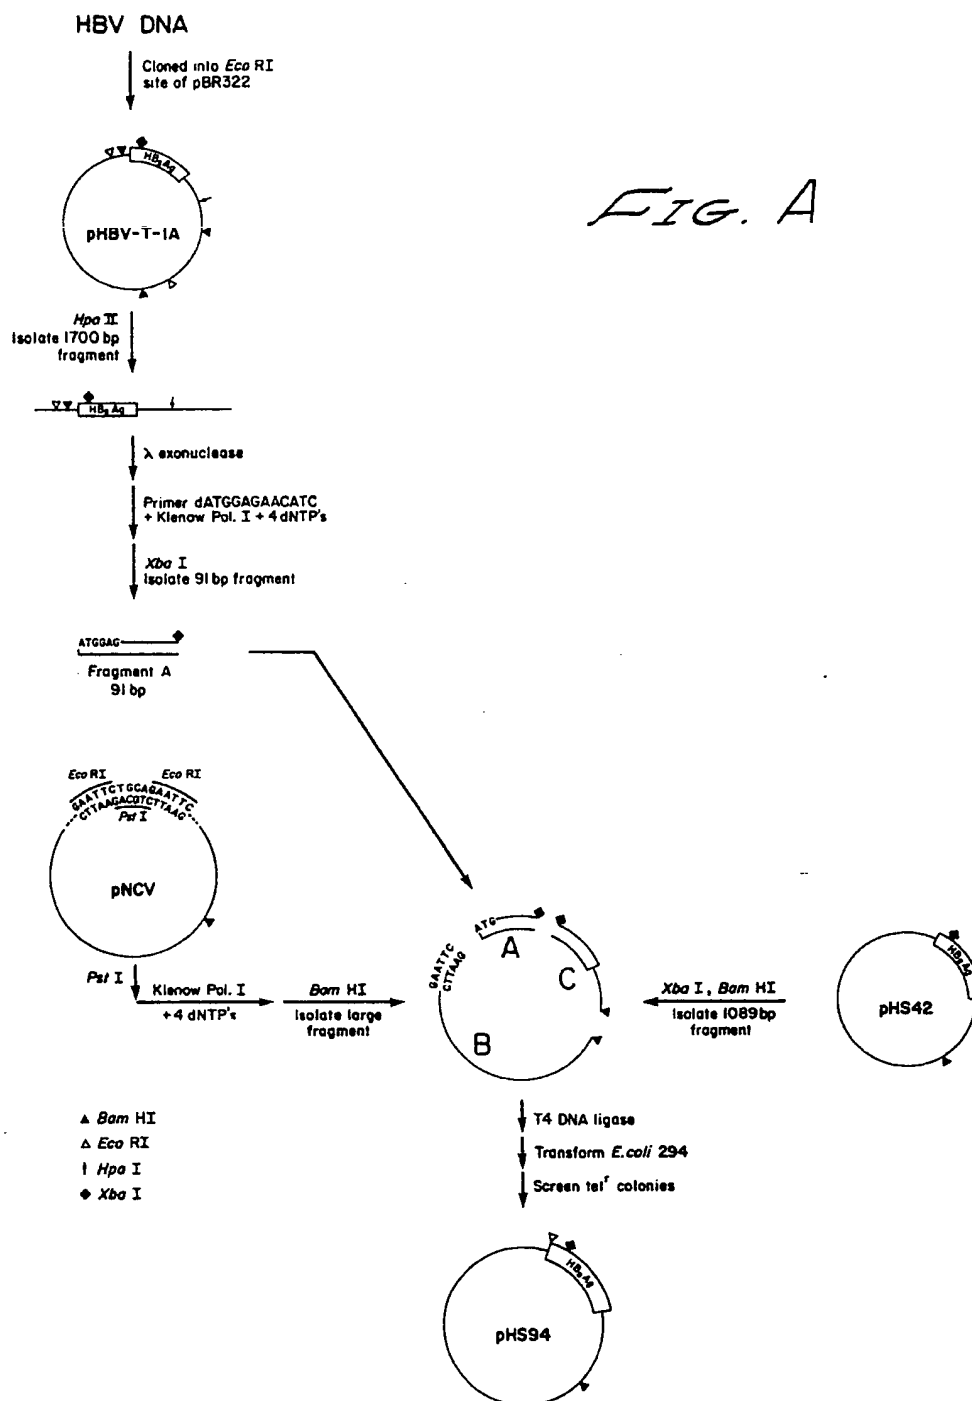 HBV DNA
Cloned into Eco RI
site of pBR322
HBsAg
pHBV-T-IA
FIG. A
Hpa II
Isolate 1700 bp
fragment
HBsAg
λ exonuclease
Primer dATGGAGAACATC
+ Klenow Pol. I + 4dNTP's
Xba I
Isolate 91 bp fragment
ATGGAG
Fragment A
91 bp
Eco RI Eco RI
GAATTCTGCAGAATTC
CTTAAGACGTCTTAAG
Pst I
pNCV
Pst I
Klenow Pol. I
+4 dNTP's
Bam HI
Isolate large
fragment
GAATTC
CTTAAG
ATG
A
C
B
Xba I, Bam HI
Isolate 1089 bp
fragment
HBsAg
pHS42
▲ Bam HI
△ Eco RI
Hpa I
◆ Xba I
T4 DNA ligase
Transform E.coli 294
Screen tetr colonies
HBsAg
pHS94